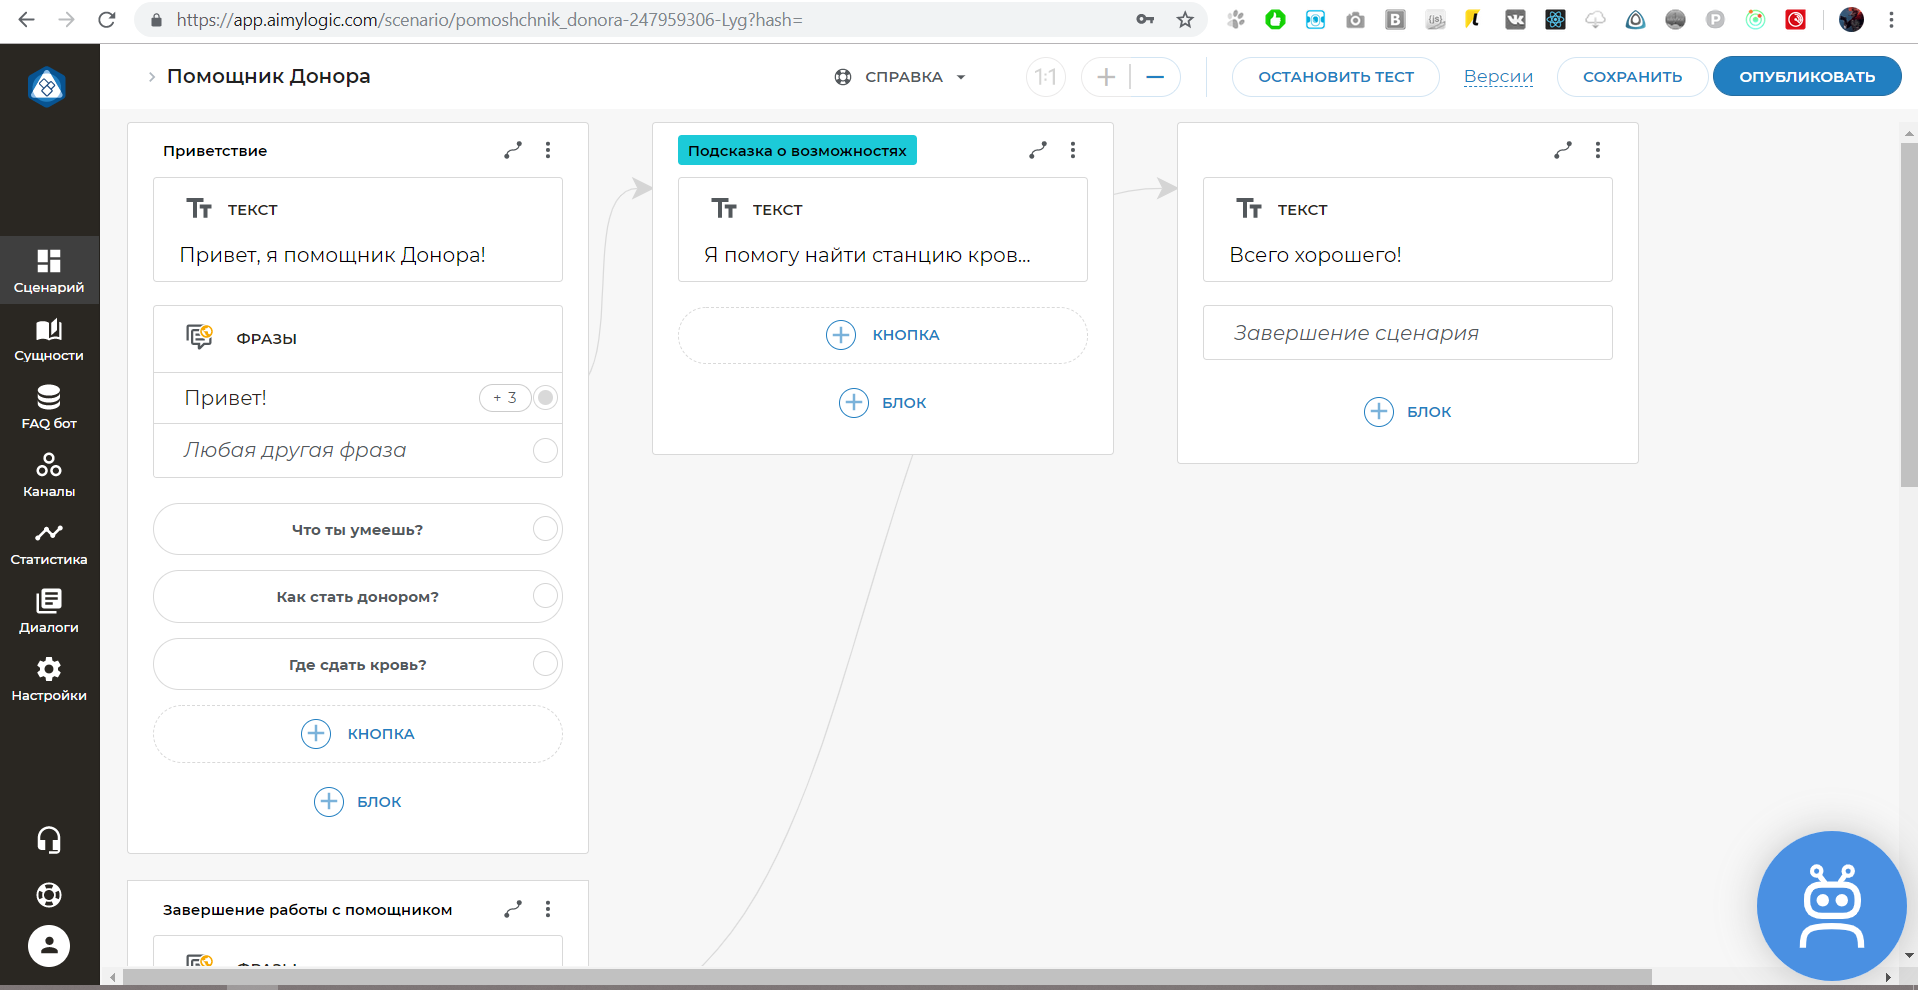 https://app.aimylogic.com/scenario/pomoshchnik_donora-247959306-Lyg?hash=
Помощник Донора
СПРАВКА
1:1
ОСТАНОВИТЬ ТЕСТ
Версии
СОХРАНИТЬ
ОПУБЛИКОВАТЬ
Сценарий
Сущности
FAQ бот
Каналы
Статистика
Диалоги
Настройки
Приветствие
ТЕКСТ
Привет, я помощник Донора!
ФРАЗЫ
Привет!
+ 3
Любая другая фраза
Что ты умеешь?
Как стать донором?
Где сдать кровь?
КНОПКА
БЛОК
Завершение работы с помощником
ФРАЗЫ
Подсказка о возможностях
ТЕКСТ
Я помогу найти станцию кров...
КНОПКА
БЛОК
ТЕКСТ
Всего хорошего!
Завершение сценария
БЛОК